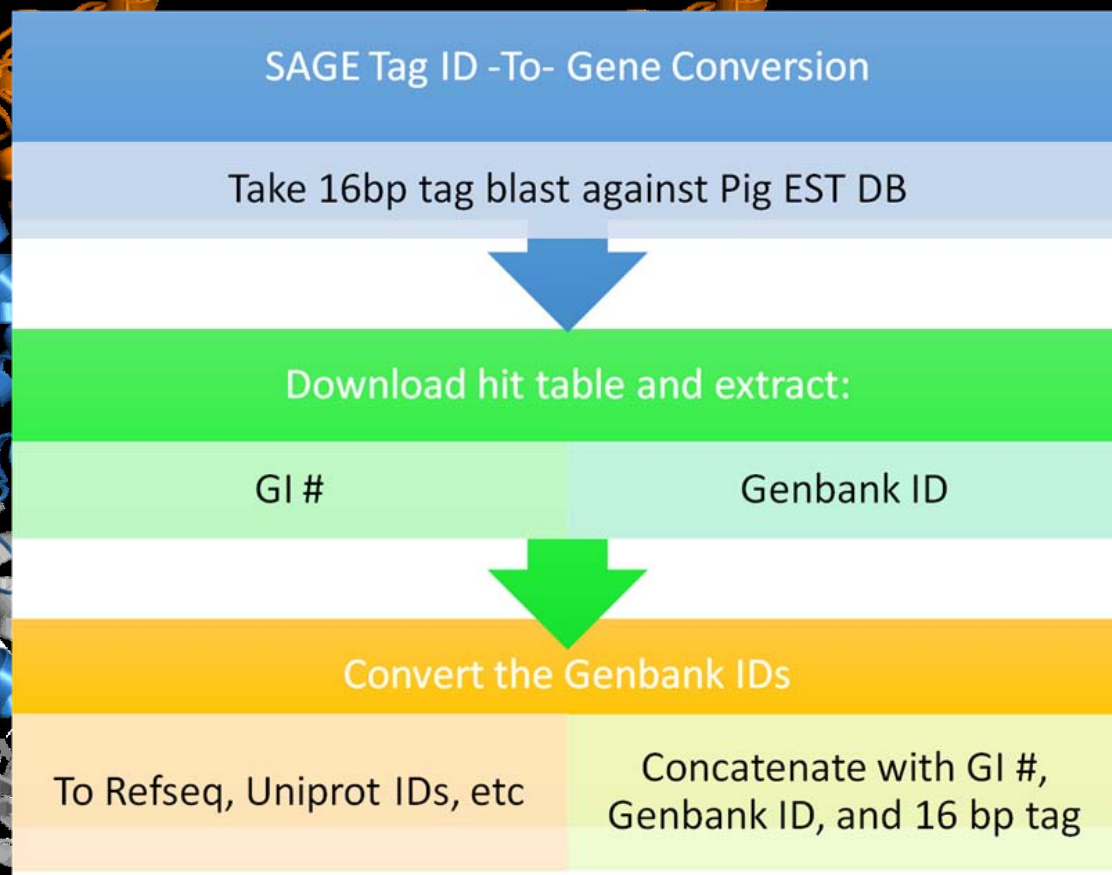 SAGE Tag ID -To- Gene Conversion
Take 16bp tag blast against Pig EST DB
Download hit table and extract:
GI #
Genbank ID
Convert the Genbank IDs
To Refseq, Uniprot IDs, etc
Concatenate with GI #,
Genbank ID, and 16 bp tag